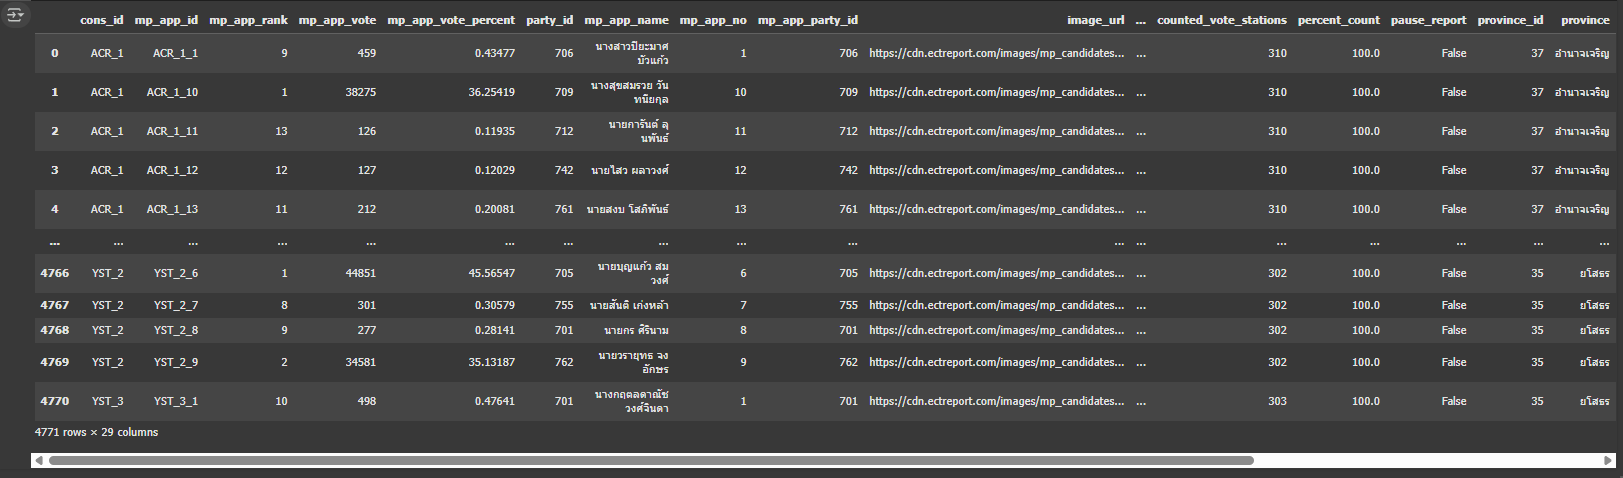 cons_id mp_app_id mp_app_rank mp_app_vote mp_app_vote_percent party_id mp_app_name mp_app_no mp_app_party_id image_url ... counted_vote_stations percent_count pause_report province_id province
0 ACR_1 ACR_1_1 9 459 0.43477 706 นางสาวปิยะมาศ บัวแก้ว 1 706 https://cdn.ectreport.com/images/mp_candidates... ... 310 100.0 False 37 อำนาจเจริญ
1 ACR_1 ACR_1_10 1 38275 36.25419 709 นางสุขสมรวย วันทนียกุล 10 709 https://cdn.ectreport.com/images/mp_candidates... ... 310 100.0 False 37 อำนาจเจริญ
2 ACR_1 ACR_1_11 13 126 0.11935 712 นายการันต์ ลุนพันธ์ 11 712 https://cdn.ectreport.com/images/mp_candidates... ... 310 100.0 False 37 อำนาจเจริญ
3 ACR_1 ACR_1_12 12 127 0.12029 742 นายไสว ผลาวงศ์ 12 742 https://cdn.ectreport.com/images/mp_candidates... ... 310 100.0 False 37 อำนาจเจริญ
4 ACR_1 ACR_1_13 11 212 0.20081 761 นายสงบ โสภีพันธ์ 13 761 https://cdn.ectreport.com/images/mp_candidates... ... 310 100.0 False 37 อำนาจเจริญ
... ... ... ... ... ... ... ... ... ... ... ... ... ... ... ... ...
4766 YST_2 YST_2_6 1 44851 45.56547 705 นายบุญแก้ว สมวงศ์ 6 705 https://cdn.ectreport.com/images/mp_candidates... ... 302 100.0 False 35 ยโสธร
4767 YST_2 YST_2_7 8 301 0.30579 755 นายสันติ เก่งหล้า 7 755 https://cdn.ectreport.com/images/mp_candidates... ... 302 100.0 False 35 ยโสธร
4768 YST_2 YST_2_8 9 277 0.28141 701 นายกร ศิรินาม 8 701 https://cdn.ectreport.com/images/mp_candidates... ... 302 100.0 False 35 ยโสธร
4769 YST_2 YST_2_9 2 34581 35.13187 762 นายวรายุทธ จงอักษร 9 762 https://cdn.ectreport.com/images/mp_candidates... ... 302 100.0 False 35 ยโสธร
4770 YST_3 YST_3_1 10 498 0.47641 701 นางกฤตลดาณัช วงศ์จินดา 1 701 https://cdn.ectreport.com/images/mp_candidates... ... 303 100.0 False 35 ยโสธร
4771 rows × 29 columns